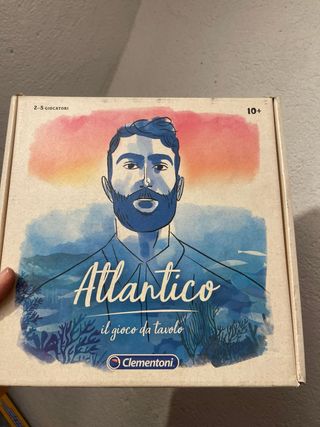 2-5 GIOCATORI
10+
Atlantico
il gioco da tavolo
Clementoni